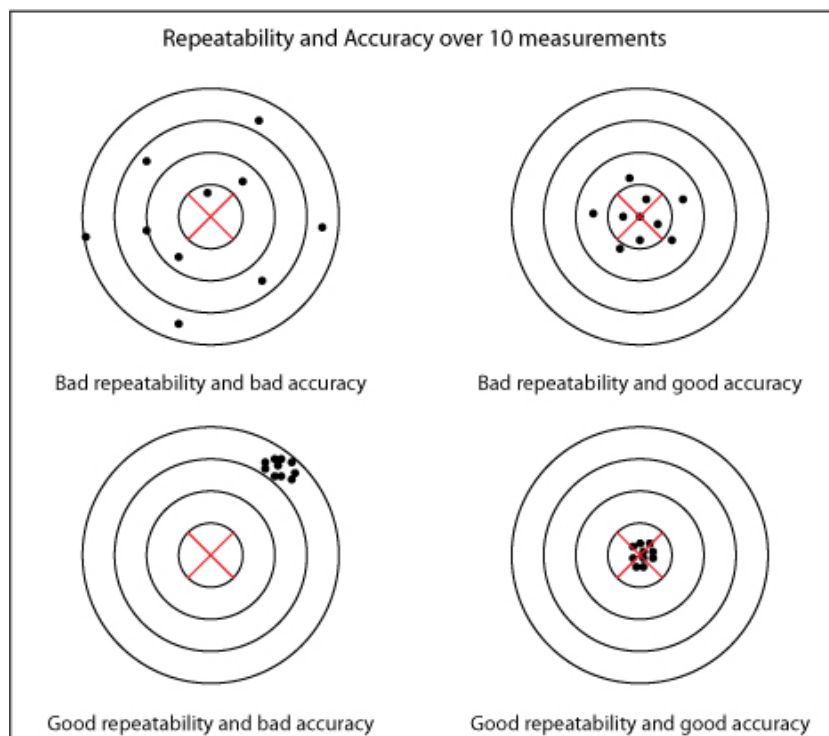 Repeatability and Accuracy over 10 measurements
Bad repeatability and bad accuracy
Bad repeatability and good accuracy
Good repeatability and bad accuracy
Good repeatability and good accuracy